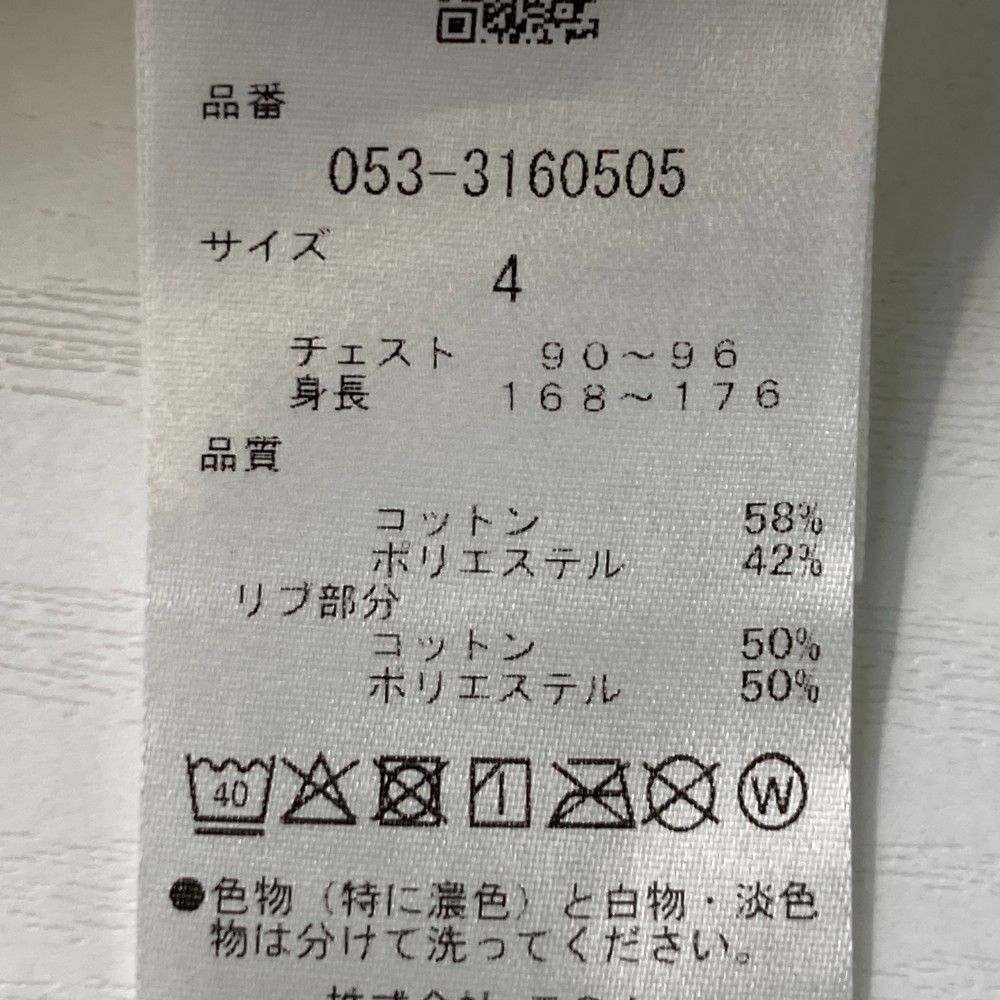 品番
053-3160505
サイズ
4
チェスト 90～96
身長 168～176
品質
コットン 58%
ポリエステル 42%
リブ部分
コットン 50%
ポリエステル 50%
40
W
●色物（特に濃色）と白物・淡色
物は分けて洗ってください。